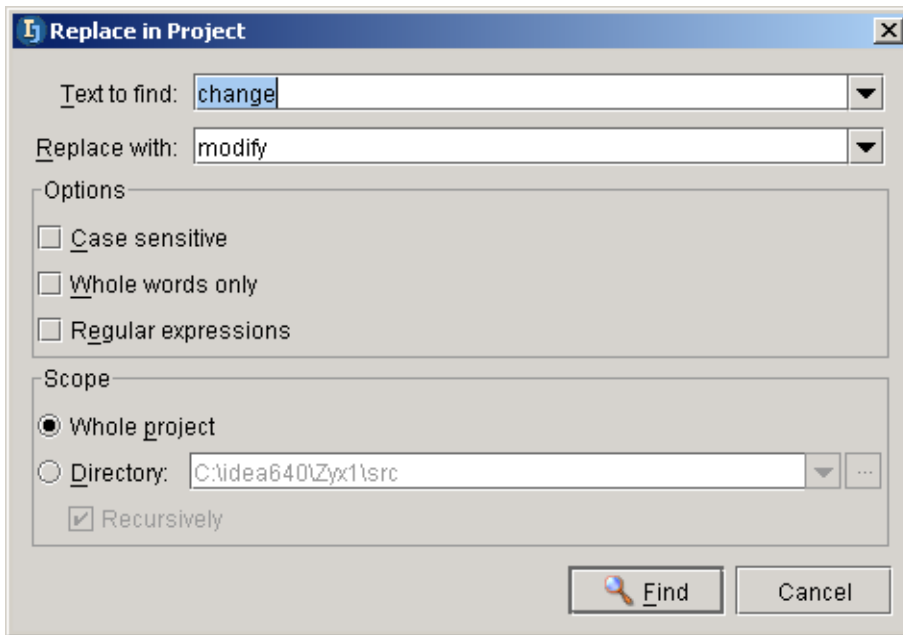 Replace in Project
Text to find: change
Replace with: modify
Options
Case sensitive
Whole words only
Regular expressions
Scope
Whole project
Directory: C:\idea640\Zyx1\src ...
Recursively
Find Cancel